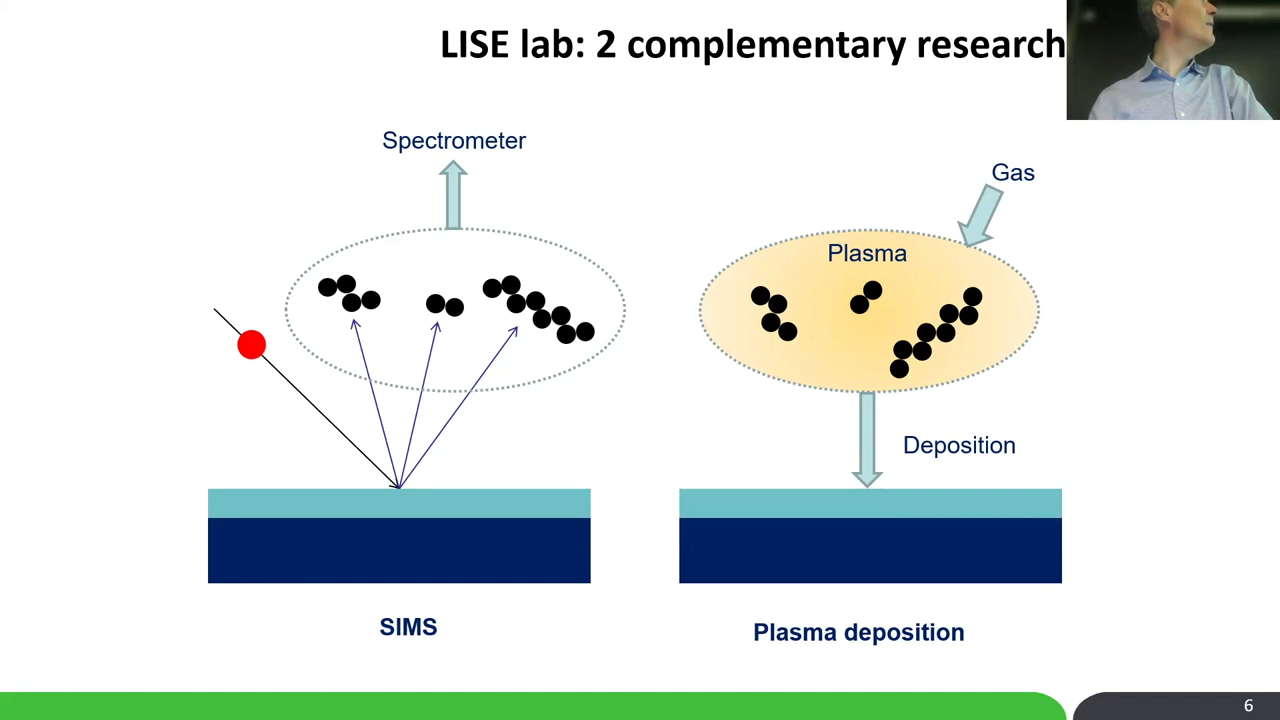 LISE lab: 2 complementary research
Spectrometer
Gas
Plasma
Deposition
SIMS
Plasma deposition
6